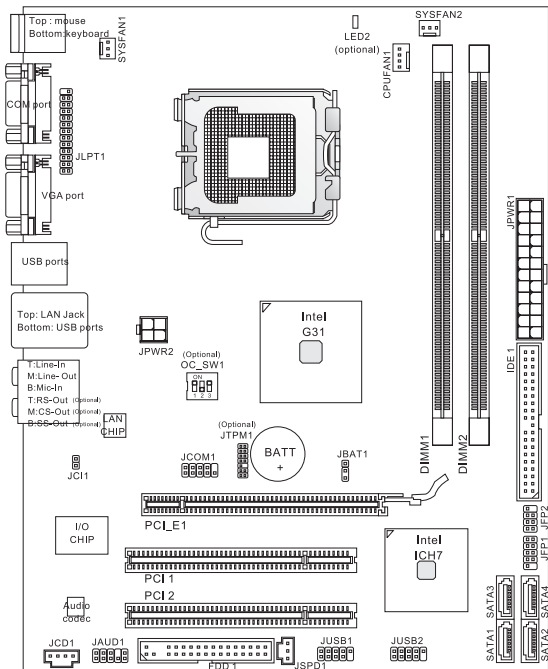 Top : mouse
Bottom:keyboard
SYSFAN1
LED2
(optional)
SYSFAN2
CPUFAN1
COM port
JLPT1
VGA port
JPWR1
USB ports
Top: LAN Jack
Bottom: USB ports
JPWR2
Intel
G31
(Optional)
OC_SW1
ON
1 2 3
IDE 1
T:Line-In
M:Line- Out
B:Mic-In
T:RS-Out (Optional)
M:CS-Out (Optional)
B:SS-Out (Optional)
LAN
CHIP
(Optional)
JTPM1
BATT
+
DIMM1
DIMM2
JCI1
JCOM1
JBAT1
PCI_E1
JFP2
JFP1
I/O
CHIP
Intel
ICH7
PCI 1
PCI 2
SATA3
SATA4
Audio
codec
SATA1
SATA2
JCD1
JAUD1
FDD 1
JSPD1
JUSB1
JUSB2